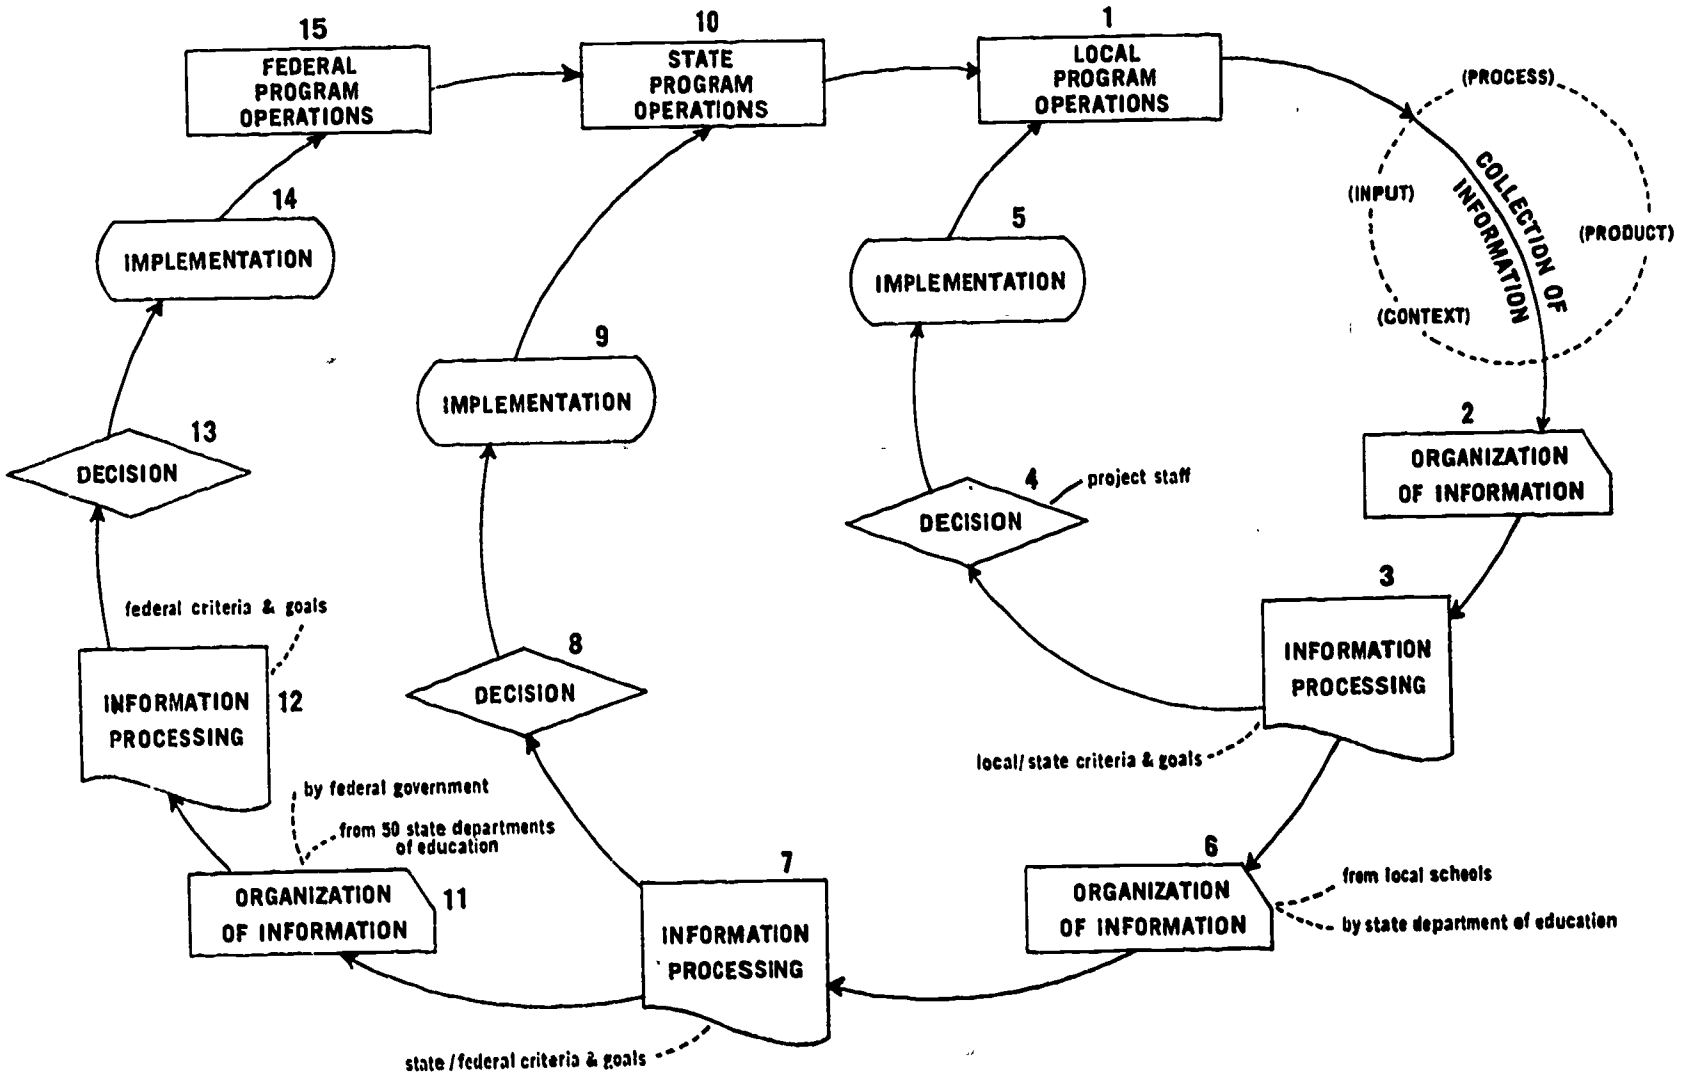 15
FEDERAL
PROGRAM
OPERATIONS
10
STATE
PROGRAM
OPERATIONS
1
LOCAL
PROGRAM
OPERATIONS
(PROCESS)
(INPUT)
(PRODUCT)
(CONTEXT)
COLLECTION OF
INFORMATION
14
IMPLEMENTATION
5
IMPLEMENTATION
9
IMPLEMENTATION
13
DECISION
4
project staff
DECISION
2
ORGANIZATION
OF INFORMATION
3
INFORMATION
PROCESSING
local/state criteria & goals
federal criteria & goals
12
INFORMATION
PROCESSING
8
DECISION
by federal government
from 50 state departments
of education
11
ORGANIZATION
OF INFORMATION
7
INFORMATION
PROCESSING
state/federal criteria & goals
6
ORGANIZATION
OF INFORMATION
from local schools
by state department of education